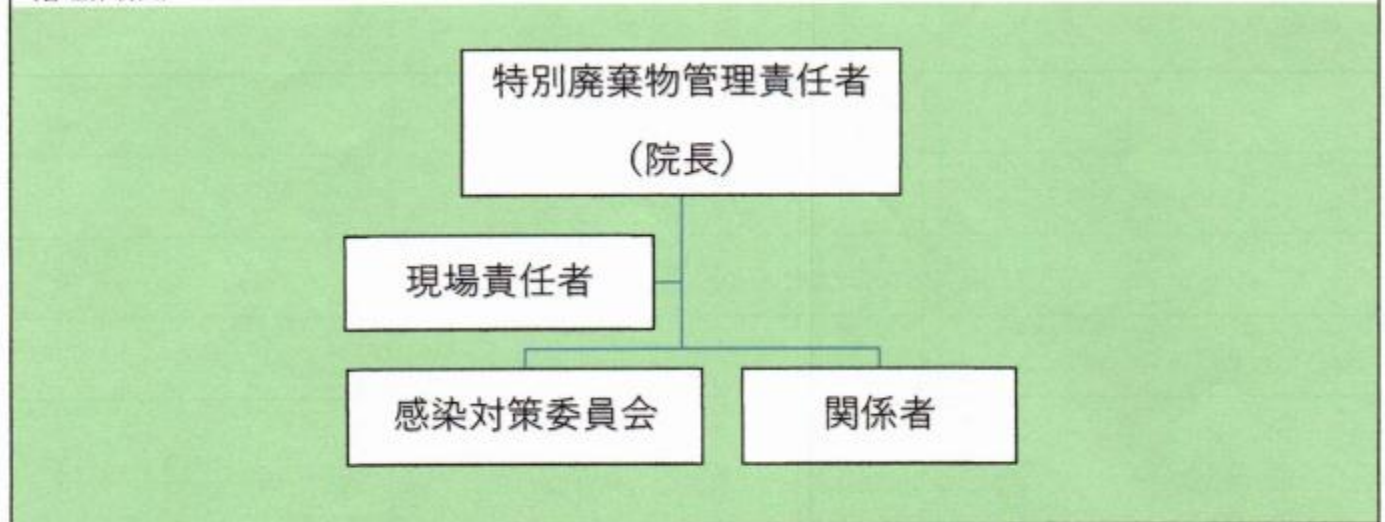 特別廃棄物管理責任者
（院長）
現場責任者
感染対策委員会
関係者